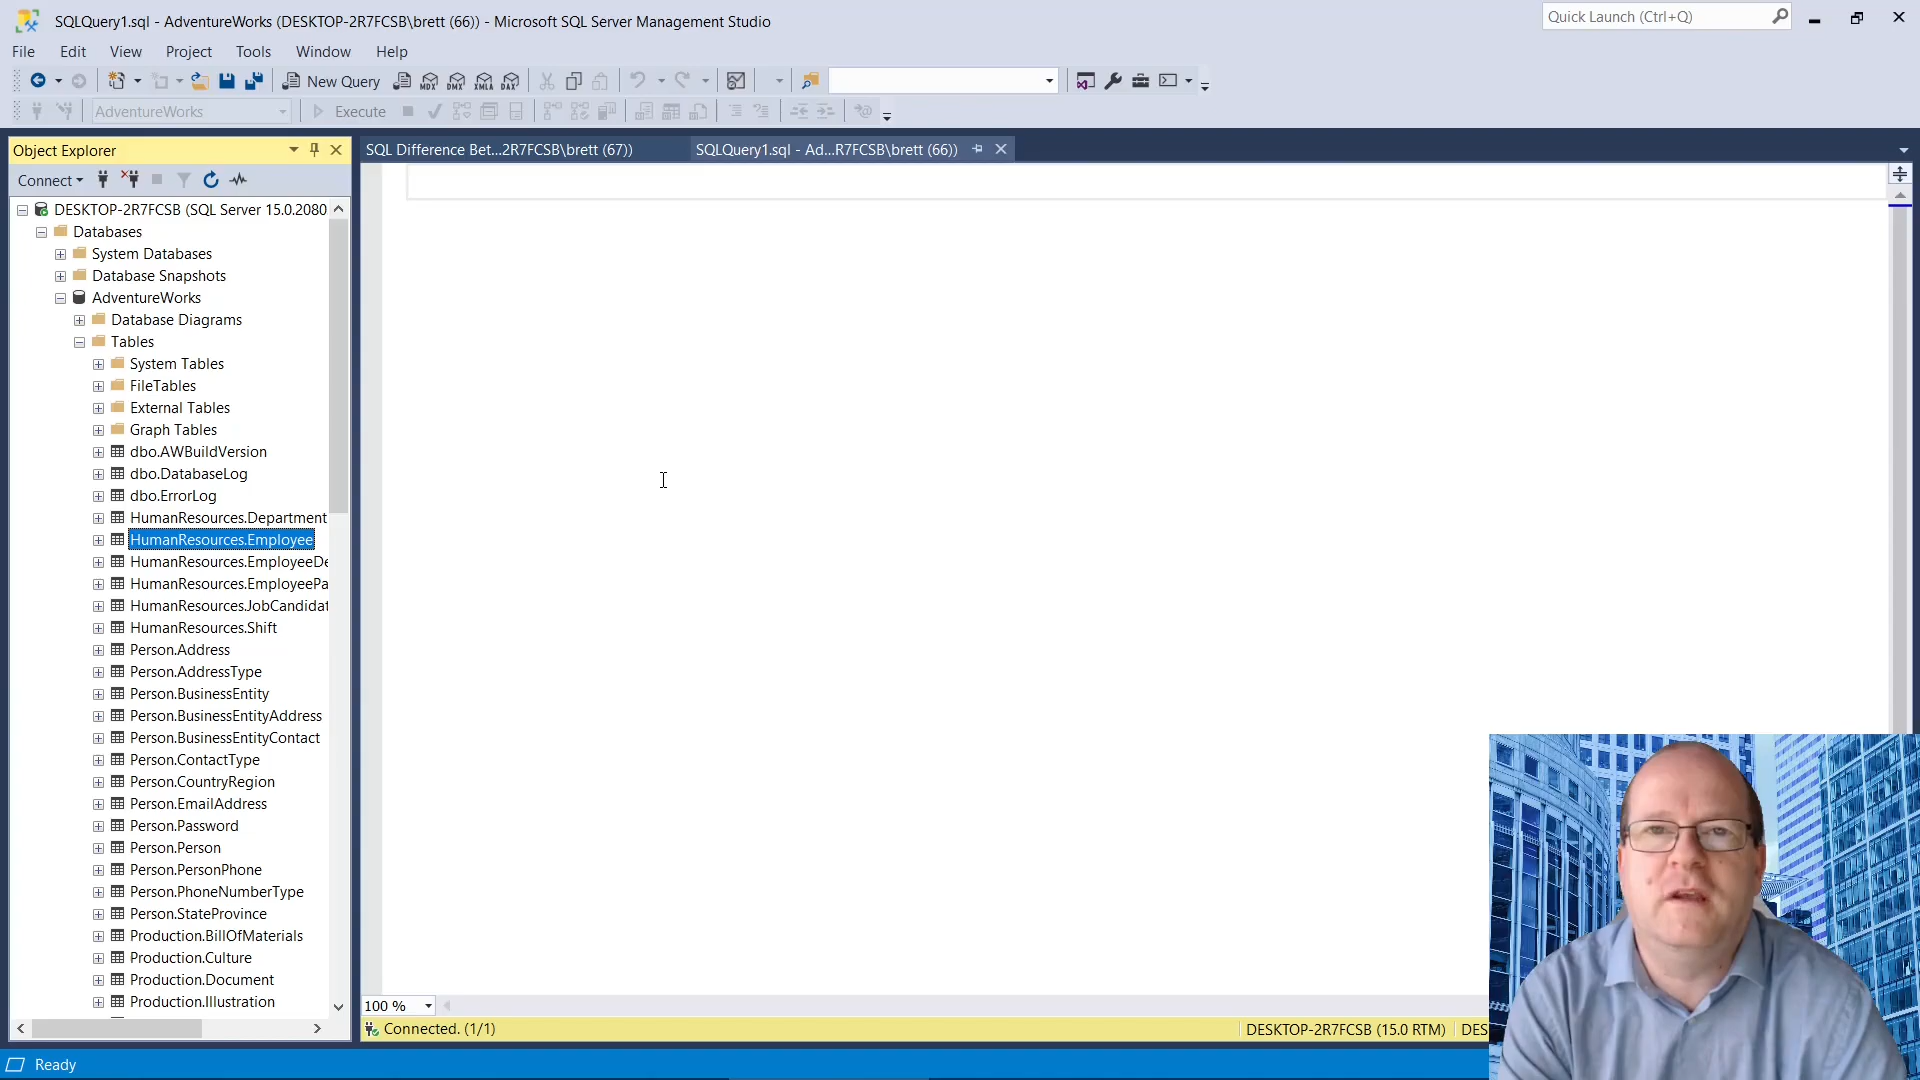 SQLQuery1.sql - AdventureWorks (DESKTOP-2R7FCSB\brett (66)) - Microsoft SQL Server Management Studio
Quick Launch (Ctrl+Q)
File Edit View Project Tools Window Help
New Query MDX DMX XMLA DAX
AdventureWorks Execute
Object Explorer
SQL Difference Bet...2R7FCSB\brett (67))
SQLQuery1.sql - Ad...R7FCSB\brett (66))
Connect
DESKTOP-2R7FCSB (SQL Server 15.0.2080
Databases
System Databases
Database Snapshots
AdventureWorks
Database Diagrams
Tables
System Tables
FileTables
External Tables
Graph Tables
dbo.AWBuildVersion
dbo.DatabaseLog
dbo.ErrorLog
HumanResources.Department
HumanResources.Employee
HumanResources.EmployeeDe
HumanResources.EmployeePa
HumanResources.JobCandidat
HumanResources.Shift
Person.Address
Person.AddressType
Person.BusinessEntity
Person.BusinessEntityAddress
Person.BusinessEntityContact
Person.ContactType
Person.CountryRegion
Person.EmailAddress
Person.Password
Person.Person
Person.PersonPhone
Person.PhoneNumberType
Person.StateProvince
Production.BillOfMaterials
Production.Culture
Production.Document
Production.Illustration
100 %
Connected. (1/1)
DESKTOP-2R7FCSB (15.0 RTM)
DES
Ready